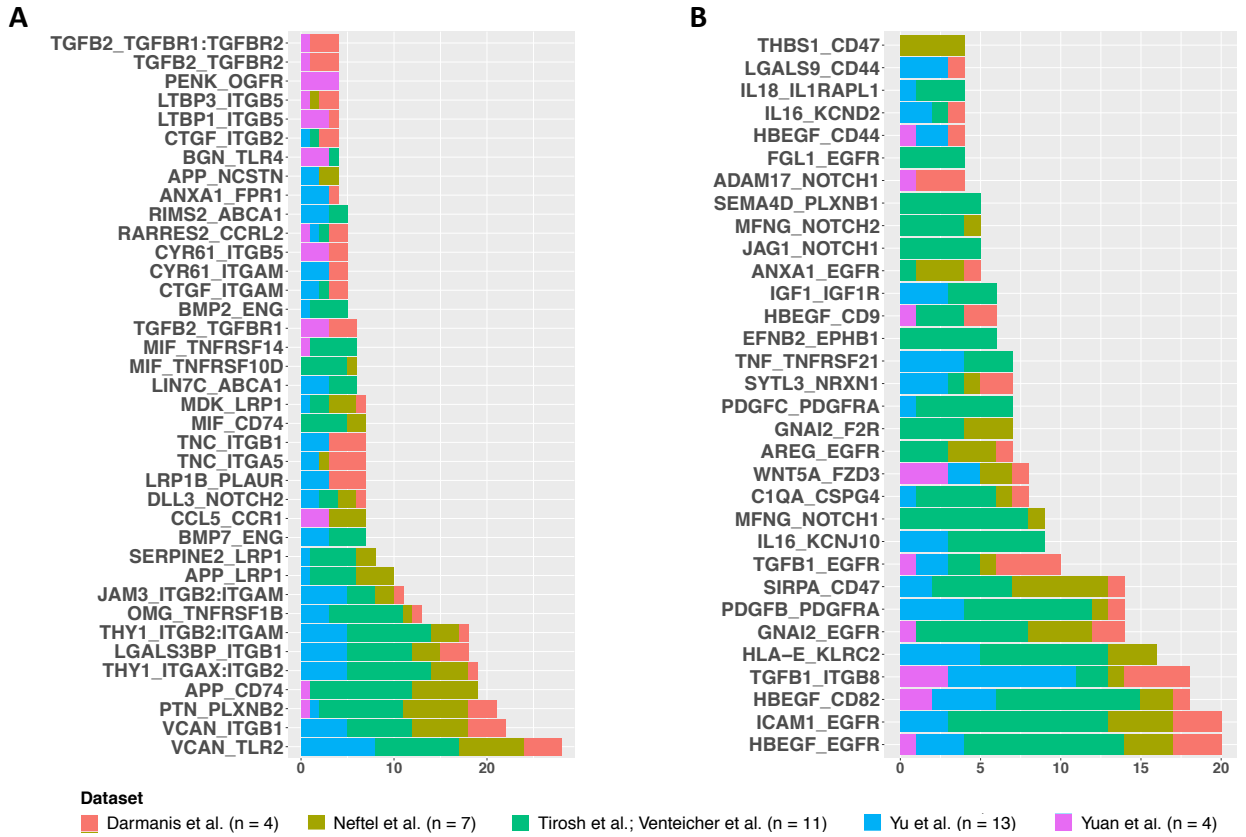 A
TGFB2_TGFBR1:TGFBR2
TGFB2_TGFBR2
PENK_OGFR
LTBP3_ITGB5
LTBP1_ITGB5
CTGF_ITGB2
BGN_TLR4
APP_NCSTN
ANXA1_FPR1
RIMS2_ABCA1
RARRES2_CCRL2
CYR61_ITGB5
CYR61_ITGAM
CTGF_ITGAM
BMP2_ENG
TGFB2_TGFBR1
MIF_TNFRSF14
MIF_TNFRSF10D
LIN7C_ABCA1
MDK_LRP1
MIF_CD74
TNC_ITGB1
TNC_ITGA5
LRP1B_PLAUR
DLL3_NOTCH2
CCL5_CCR1
BMP7_ENG
SERPINE2_LRP1
APP_LRP1
JAM3_ITGB2:ITGAM
OMG_TNFRSF1B
THY1_ITGB2:ITGAM
LGALS3BP_ITGB1
THY1_ITGAX:ITGB2
APP_CD74
PTN_PLXNB2
VCAN_ITGB1
VCAN_TLR2
0 10 20
B
THBS1_CD47
LGALS9_CD44
IL18_IL1RAPL1
IL16_KCND2
HBEGF_CD44
FGL1_EGFR
ADAM17_NOTCH1
SEMA4D_PLXNB1
MFNG_NOTCH2
JAG1_NOTCH1
ANXA1_EGFR
IGF1_IGF1R
HBEGF_CD9
EFNB2_EPHB1
TNF_TNFRSF21
SYTL3_NRXN1
PDGFC_PDGFRA
GNAI2_F2R
AREG_EGFR
WNT5A_FZD3
C1QA_CSPG4
MFNG_NOTCH1
IL16_KCNJ10
TGFB1_EGFR
SIRPA_CD47
PDGFB_PDGFRA
GNAI2_EGFR
HLA−E_KLRC2
TGFB1_ITGB8
HBEGF_CD82
ICAM1_EGFR
HBEGF_EGFR
0 5 10 15 20
Dataset
Darmanis et al. (n = 4) Neftel et al. (n = 7) Tirosh et al.; Venteicher et al. (n = 11) Yu et al. (n = 13) Yuan et al. (n = 4)